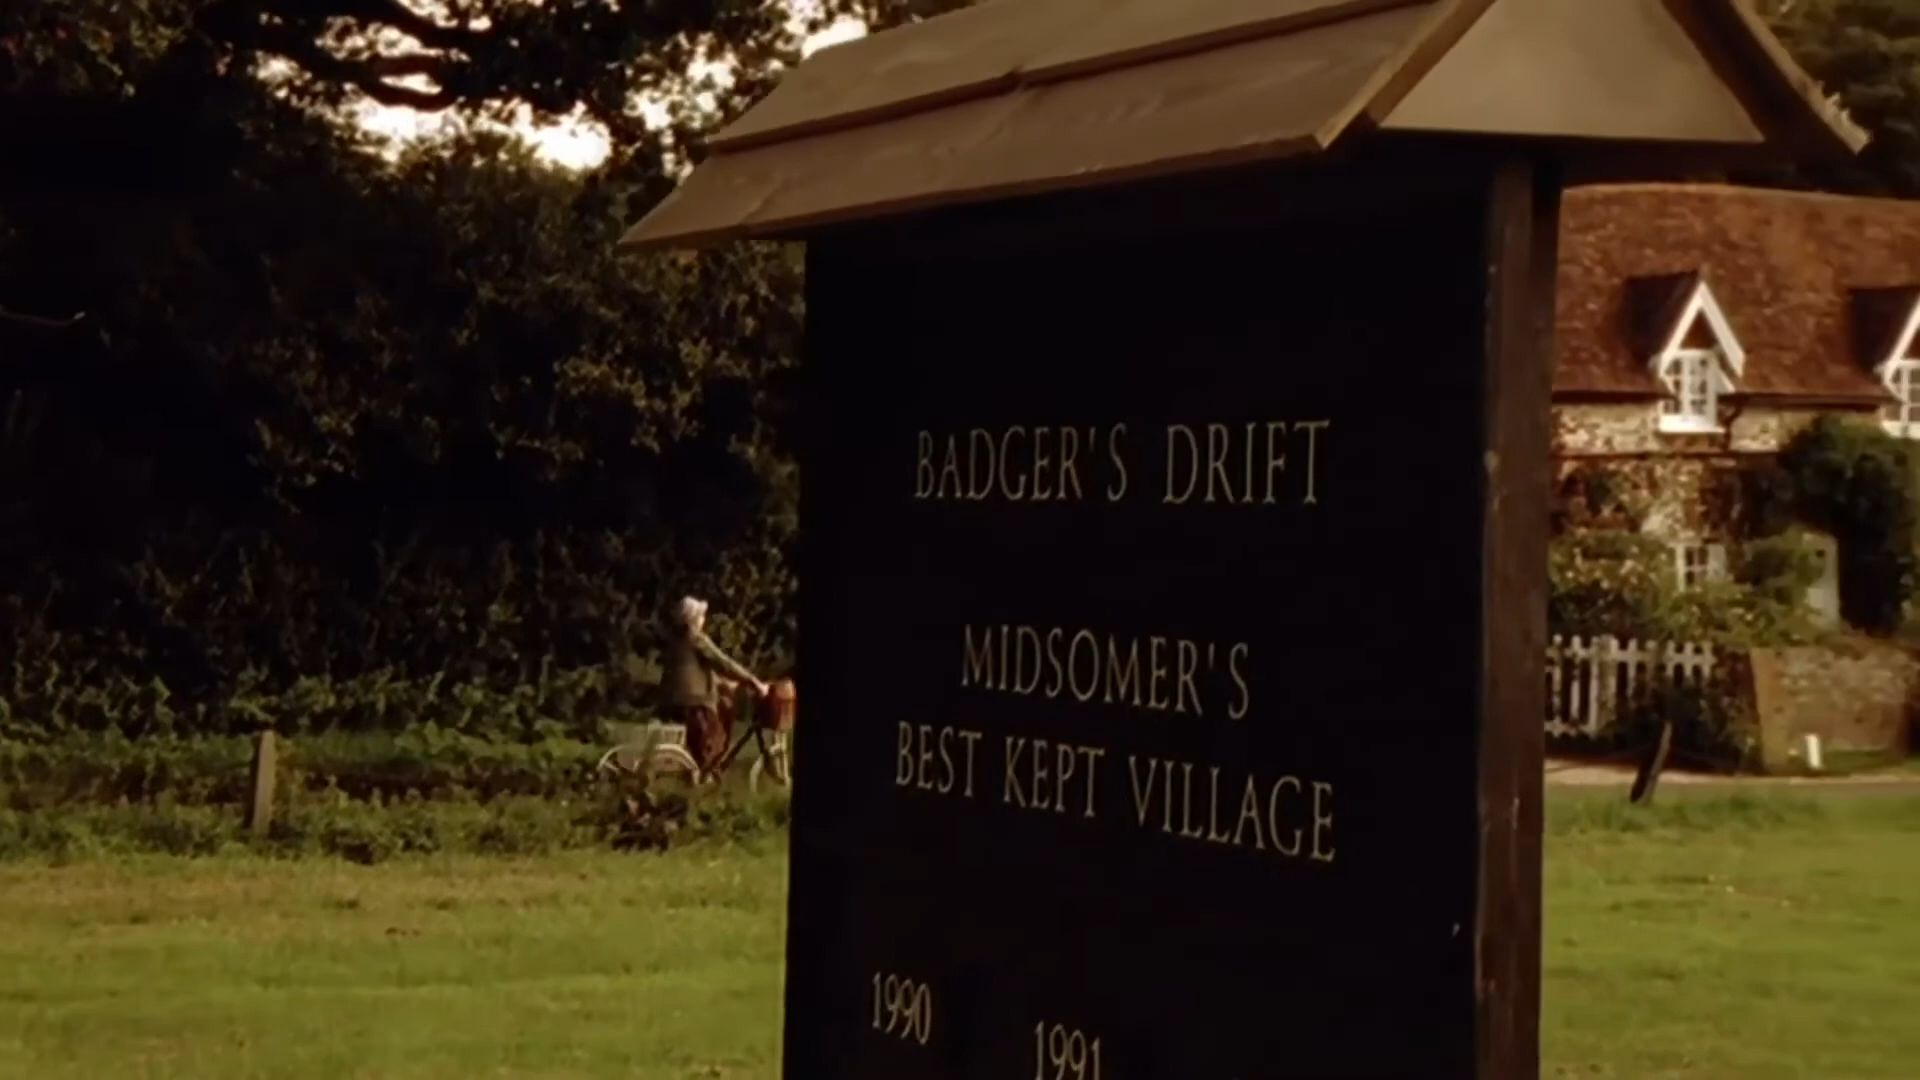 BADGER'S DRIFT
MIDSOMER'S
BEST KEPT VILLAGE
1990
1991